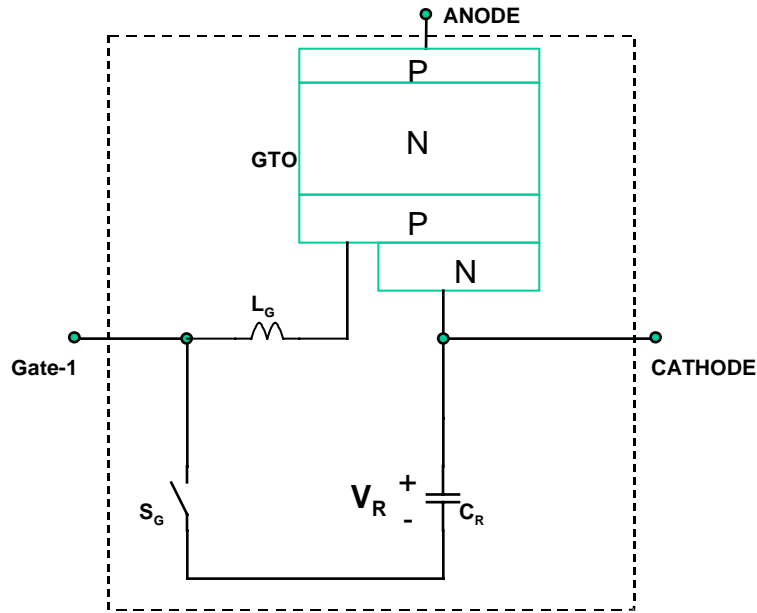 ANODE
P
N
GTO
P
N
L_G
Gate-1
CATHODE
S_G
V_R
+
-
C_R